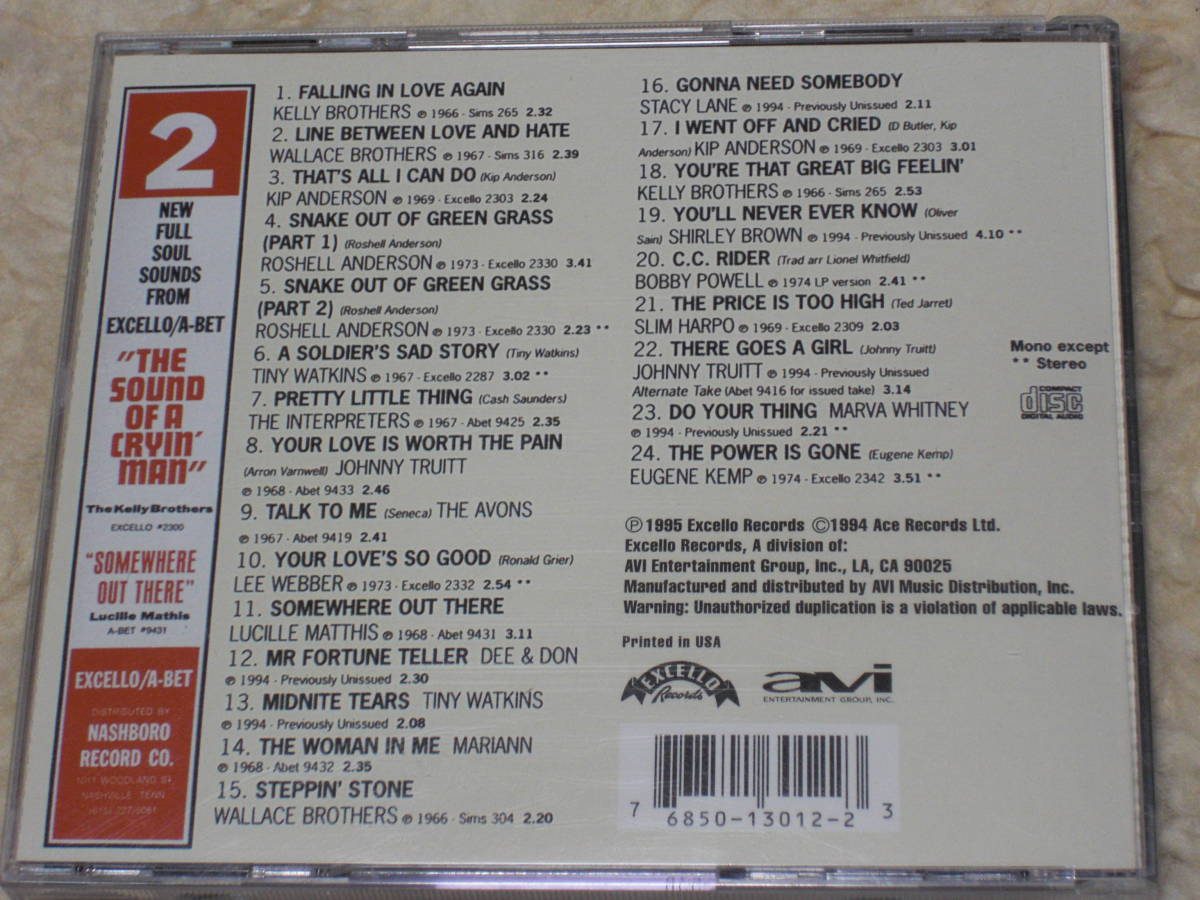 2
NEW
FULL
SOUL
SOUNDS
FROM
EXCELLO/A-BET
"THE
SOUND
OF A
CRYIN'
MAN"
The Kelly Brothers
EXCELLO #2300
"SOMEWHERE
OUT THERE"
Lucille Mathis
A-BET #9431
EXCELLO/A-BET
DISTRIBUTED BY
NASHBORO
RECORD CO.
1011 WOODLAND St.
NASHVILLE, TENN.
1. FALLING IN LOVE AGAIN
KELLY BROTHERS ℗ 1966 · Sims 265 2.32
2. LINE BETWEEN LOVE AND HATE
WALLACE BROTHERS ℗ 1967 · Sims 316 2.39
3. THAT'S ALL I CAN DO (Kip Anderson)
KIP ANDERSON ℗ 1969 · Excello 2303 2.24
4. SNAKE OUT OF GREEN GRASS
(PART 1) (Roshell Anderson)
ROSHELL ANDERSON ℗ 1973 · Excello 2330 3.41
5. SNAKE OUT OF GREEN GRASS
(PART 2) (Roshell Anderson)
ROSHELL ANDERSON ℗ 1973 · Excello 2330 2.23 **
6. A SOLDIER'S SAD STORY (Tiny Watkins)
TINY WATKINS ℗ 1967 · Excello 2287 3.02 **
7. PRETTY LITTLE THING (Cash Saunders)
THE INTERPRETERS ℗ 1967 · Abet 9425 2.35
8. YOUR LOVE IS WORTH THE PAIN
(Arron Varnwell) JOHNNY TRUITT
℗ 1968 · Abet 9433 2.46
9. TALK TO ME (Seneca) THE AVONS
℗ 1967 · Abet 9419 2.41
10. YOUR LOVE'S SO GOOD (Ronald Grier)
LEE WEBBER ℗ 1973 · Excello 2332 2.54 **
11. SOMEWHERE OUT THERE
LUCILLE MATTHIS ℗ 1968 · Abet 9431 3.11
12. MR FORTUNE TELLER DEE & DON
℗ 1994 · Previously Unissued 2.30
13. MIDNITE TEARS TINY WATKINS
℗ 1994 · Previously Unissued 2.08
14. THE WOMAN IN ME MARIANN
℗ 1968 · Abet 9432 2.35
15. STEPPIN' STONE
WALLACE BROTHERS ℗ 1966 · Sims 304 2.20
16. GONNA NEED SOMEBODY
STACY LANE ℗ 1994 · Previously Unissued 2.11
17. I WENT OFF AND CRIED (D Butler, Kip
Anderson) KIP ANDERSON ℗ 1969 · Excello 2303 3.01
18. YOU'RE THAT GREAT BIG FEELIN'
KELLY BROTHERS ℗ 1966 · Sims 265 2.53
19. YOU'LL NEVER EVER KNOW (Oliver
Sain) SHIRLEY BROWN ℗ 1994 · Previously Unissued 4.10 **
20. C.C. RIDER (Trad arr Lionel Whitfield)
BOBBY POWELL ℗ 1974 LP version 2.41 **
21. THE PRICE IS TOO HIGH (Ted Jarret)
SLIM HARPO ℗ 1969 · Excello 2309 2.03
22. THERE GOES A GIRL (Johnny Truitt)
JOHNNY TRUITT ℗ 1994 · Previously Unissued
Alternate Take (Abet 9416 for issued take) 3.14
23. DO YOUR THING MARVA WHITNEY
℗ 1994 · Previously Unissued 2.21 **
24. THE POWER IS GONE (Eugene Kemp)
EUGENE KEMP ℗ 1974 · Excello 2342 3.51 **
Mono except
** Stereo
COMPACT
disc
DIGITAL AUDIO
℗ 1995 Excello Records ©1994 Ace Records Ltd.
Excello Records, A division of:
AVI Entertainment Group, Inc., LA, CA 90025
Manufactured and distributed by AVI Music Distribution, Inc.
Warning: Unauthorized duplication is a violation of applicable laws.
Printed in USA
EXCELLO
Records
avi
ENTERTAINMENT GROUP, INC.
7 6850-13012-2 3